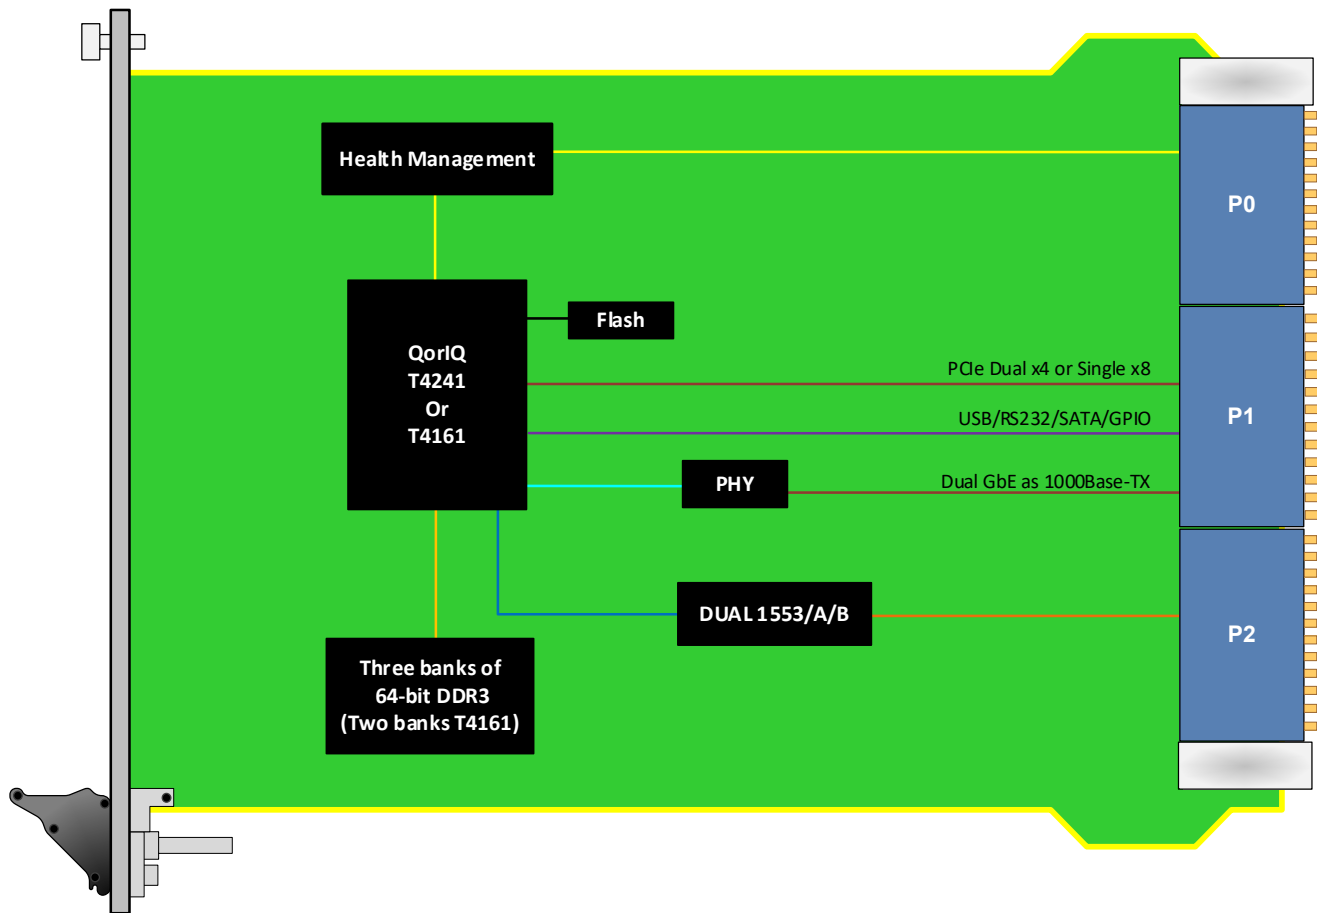 Health Management
P0
Flash
QorIQ
T4241
Or
T4161
PCIe Dual x4 or Single x8
USB/RS232/SATA/GPIO
P1
PHY
Dual GbE as 1000Base-TX
DUAL 1553/A/B
P2
Three banks of
64-bit DDR3
(Two banks T4161)